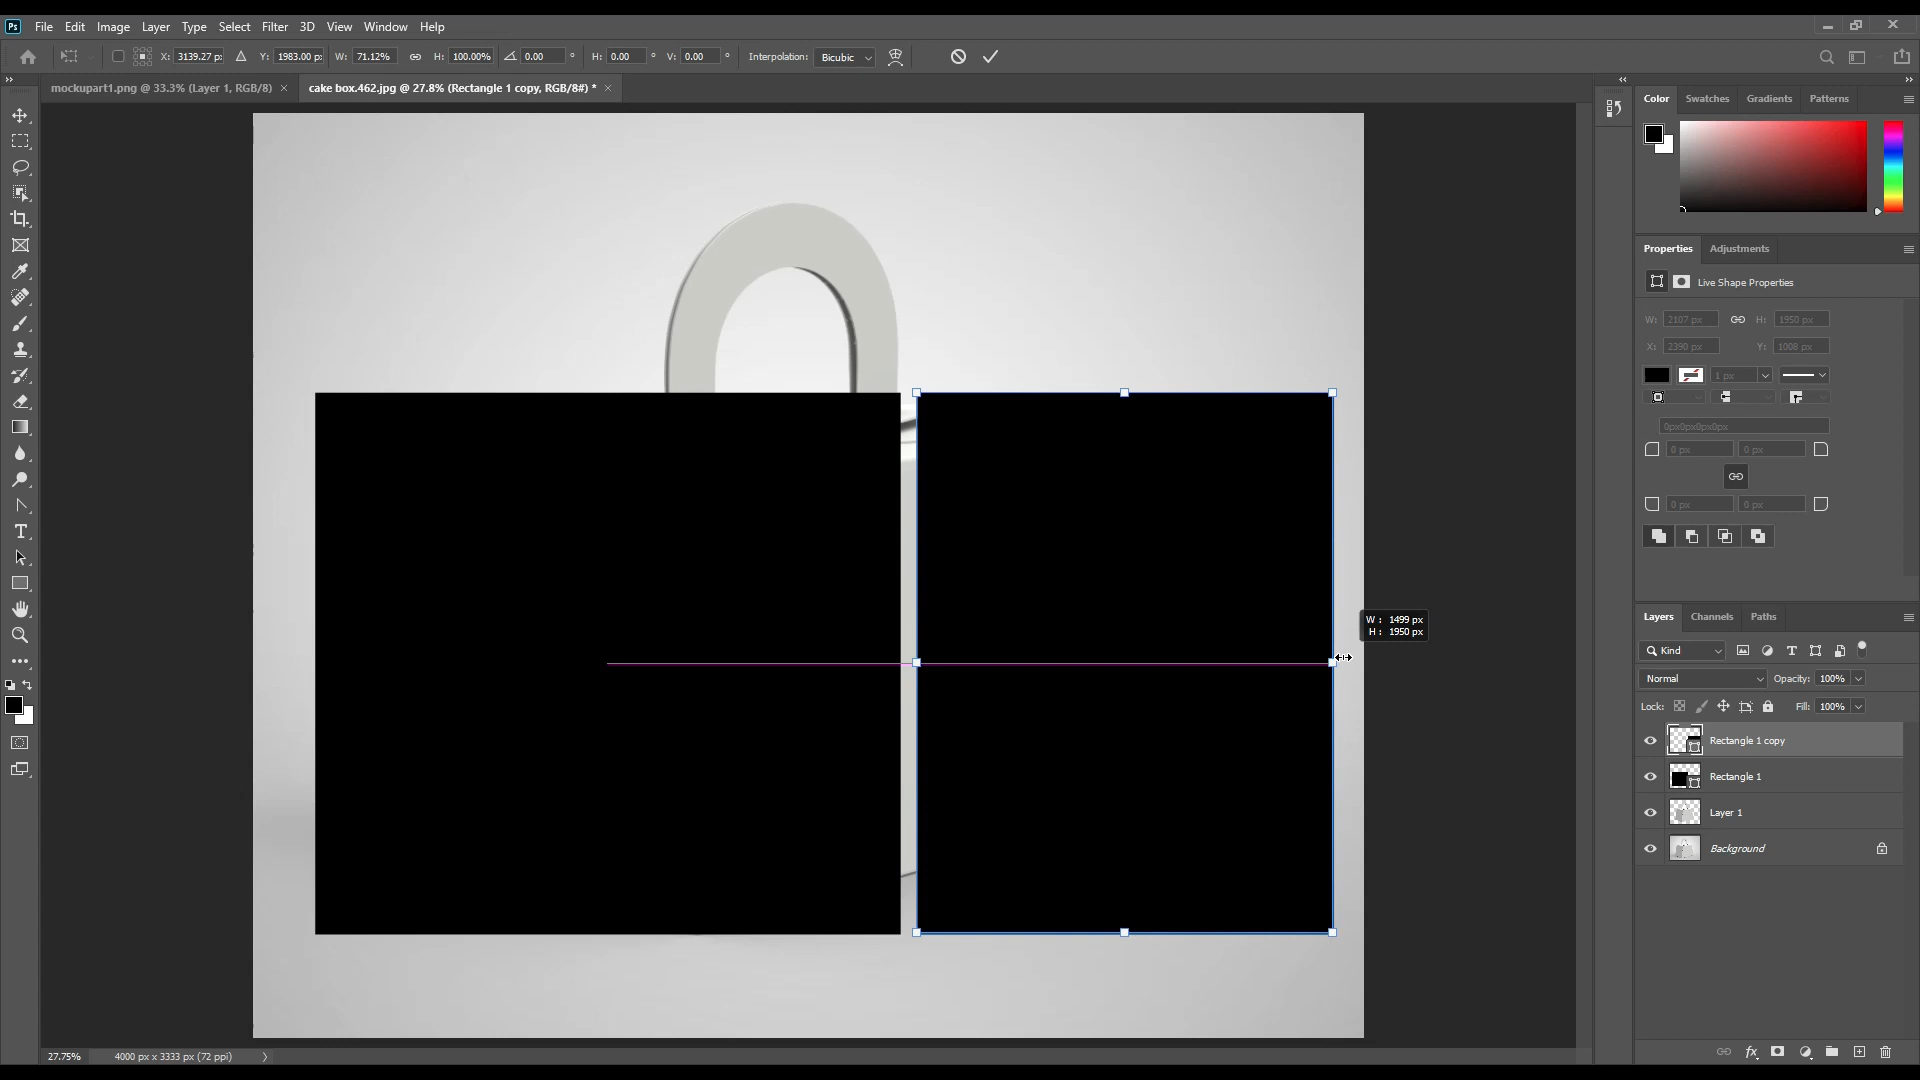 Ps File Edit Image Layer Type Select Filter 3D View Window Help
X: 3139.27 p: Y: 1983.00 p: W: 71.12% H: 100.00% 0.00 ° H: 0.00 ° V: 0.00 ° Interpolation: Bicubic
mockupart1.png @ 33.3% (Layer 1, RGB/8) × cake box.462.jpg @ 27.8% (Rectangle 1 copy, RGB/8#) * ×
Color Swatches Gradients Patterns
Properties Adjustments
Live Shape Properties
W: 2107 px H: 1950 px
X: 2390 px Y: 1008 px
1 px
0px0px0px0px
0 px 0 px
0 px 0 px
W : 1499 px
H : 1950 px
Layers Channels Paths
Kind
Normal Opacity: 100%
Lock: Fill: 100%
Rectangle 1 copy
Rectangle 1
Layer 1
Background
fx
27.75% 4000 px x 3333 px (72 ppi)